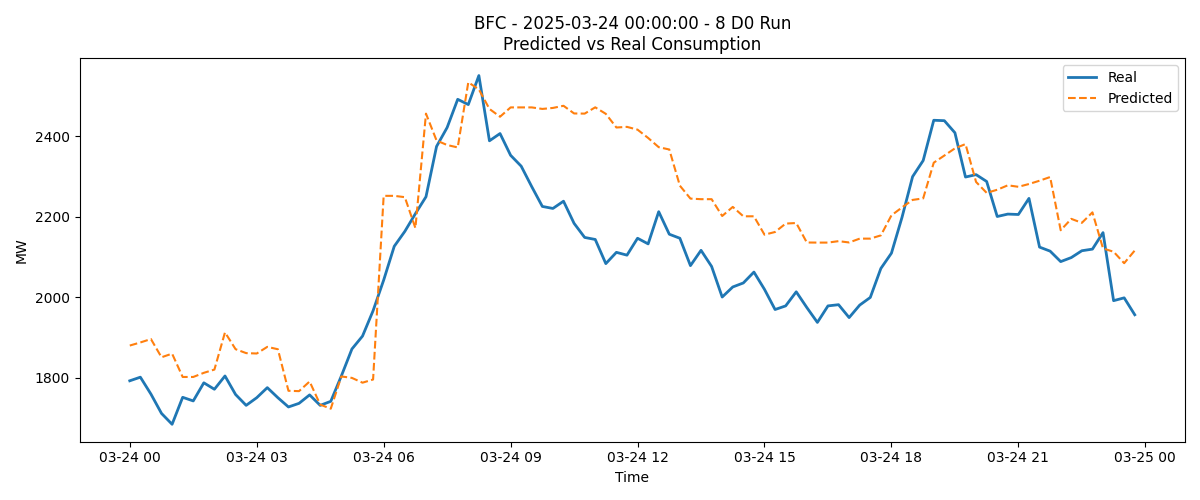 BFC - 2025-03-24 00:00:00 - 8 D0 Run
Predicted vs Real Consumption
Real
Predicted
MW
2400
2200
2000
1800
03-24 00
03-24 03
03-24 06
03-24 09
03-24 12
03-24 15
03-24 18
03-24 21
03-25 00
Time